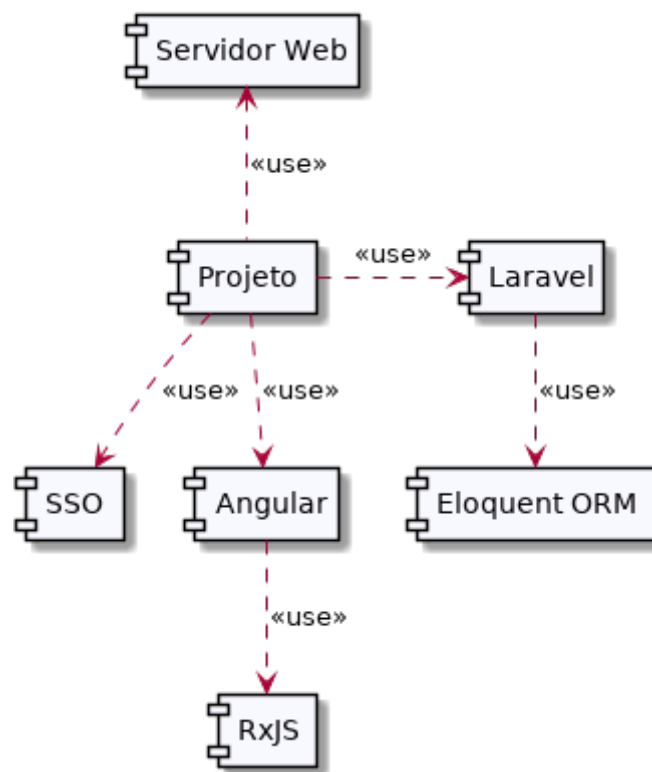 Servidor Web
«use»
Projeto
«use»
Laravel
«use»
«use»
«use»
SSO
Angular
Eloquent ORM
«use»
RxJS